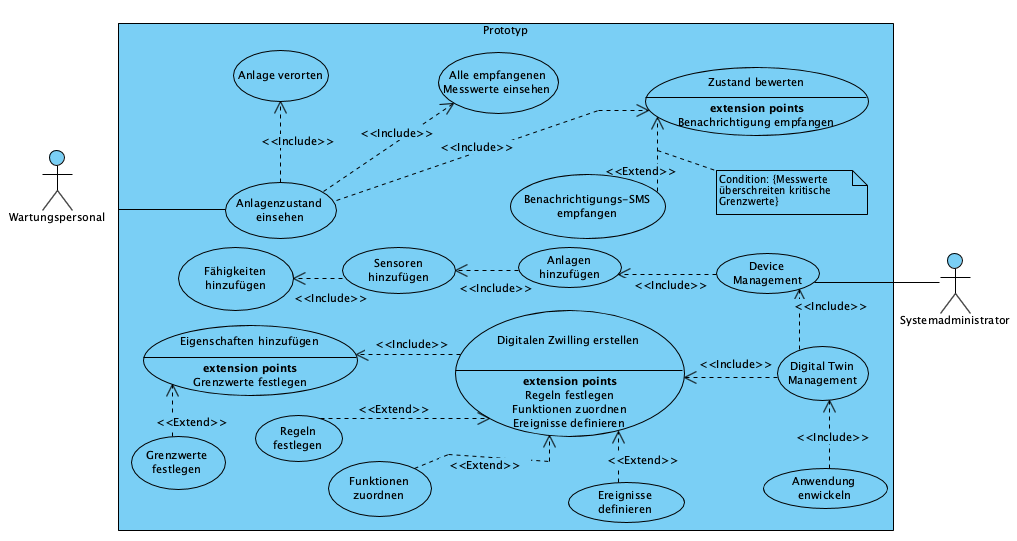 Prototyp
Anlage verorten
Alle empfangenen
Messwerte einsehen
Zustand bewerten
extension points
Benachrichtigung empfangen
<<Include>>
<<Include>>
<<Include>>
<<Extend>>
Condition: {Messwerte
überschreiten kritische
Grenzwerte}
Wartungspersonal
Anlagenzustand
einsehen
Benachrichtigungs-SMS
empfangen
Fähigkeiten
hinzufügen
<<Include>>
Sensoren
hinzufügen
<<Include>>
Anlagen
hinzufügen
<<Include>>
Device
Management
Systemadministrator
<<Include>>
Eigenschaften hinzufügen
extension points
Grenzwerte festlegen
<<Include>>
Digitalen Zwilling erstellen
extension points
Regeln festlegen
Funktionen zuordnen
Ereignisse definieren
<<Include>>
Digital Twin
Management
<<Extend>>
<<Extend>>
Regeln
festlegen
Grenzwerte
festlegen
<<Extend>>
<<Extend>>
<<Include>>
Funktionen
zuordnen
Ereignisse
definieren
Anwendung
enwickeln